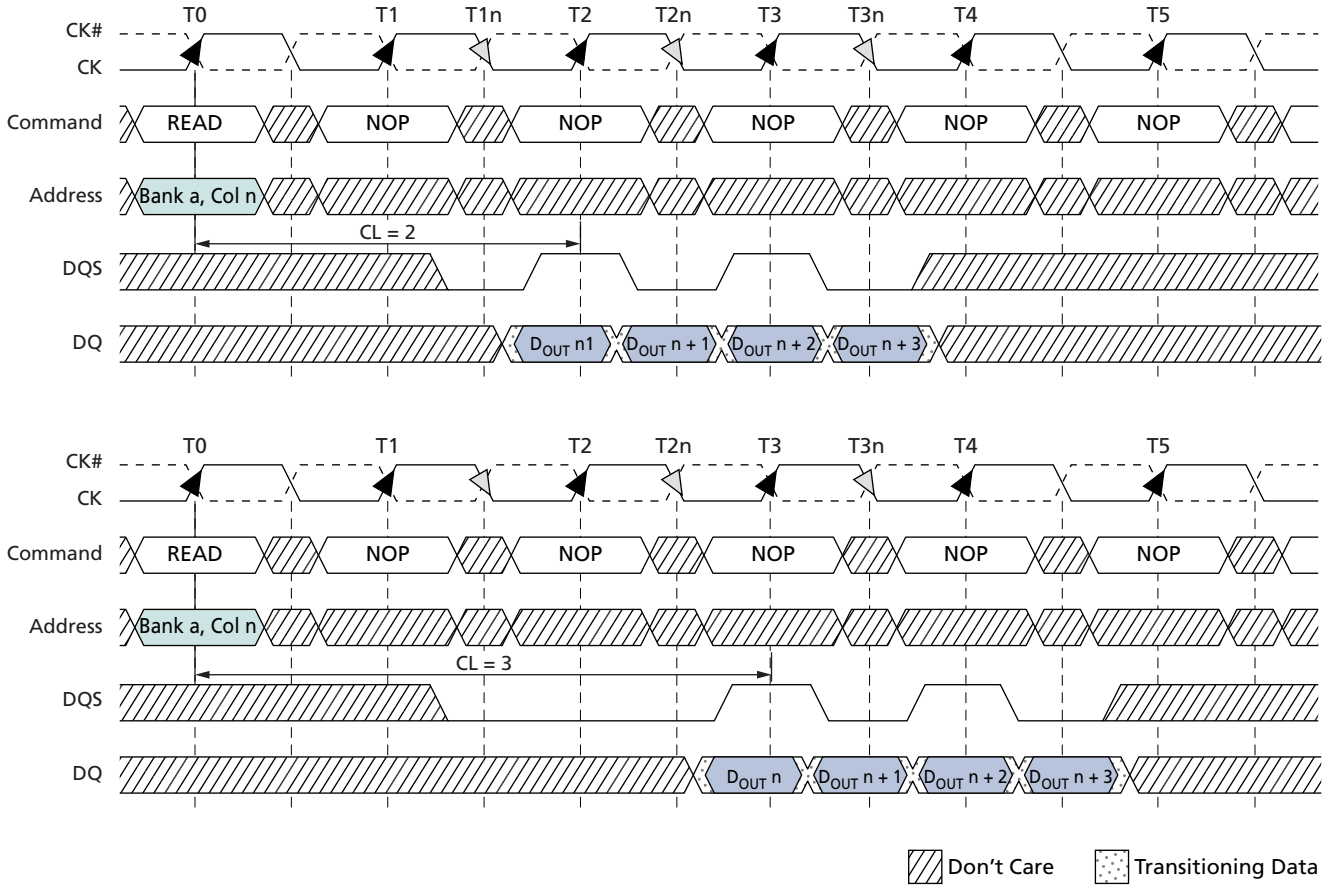 T0 T1 T1n T2 T2n T3 T3n T4 T5
CK#
CK
Command READ NOP NOP NOP NOP NOP
Address Bank a, Col n
CL = 2
DQS
DQ DOUT n1 DOUT n + 1 DOUT n + 2 DOUT n + 3
T0 T1 T1n T2 T2n T3 T3n T4 T5
CK#
CK
Command READ NOP NOP NOP NOP NOP
Address Bank a, Col n
CL = 3
DQS
DQ DOUT n DOUT n + 1 DOUT n + 2 DOUT n + 3
Don't Care Transitioning Data